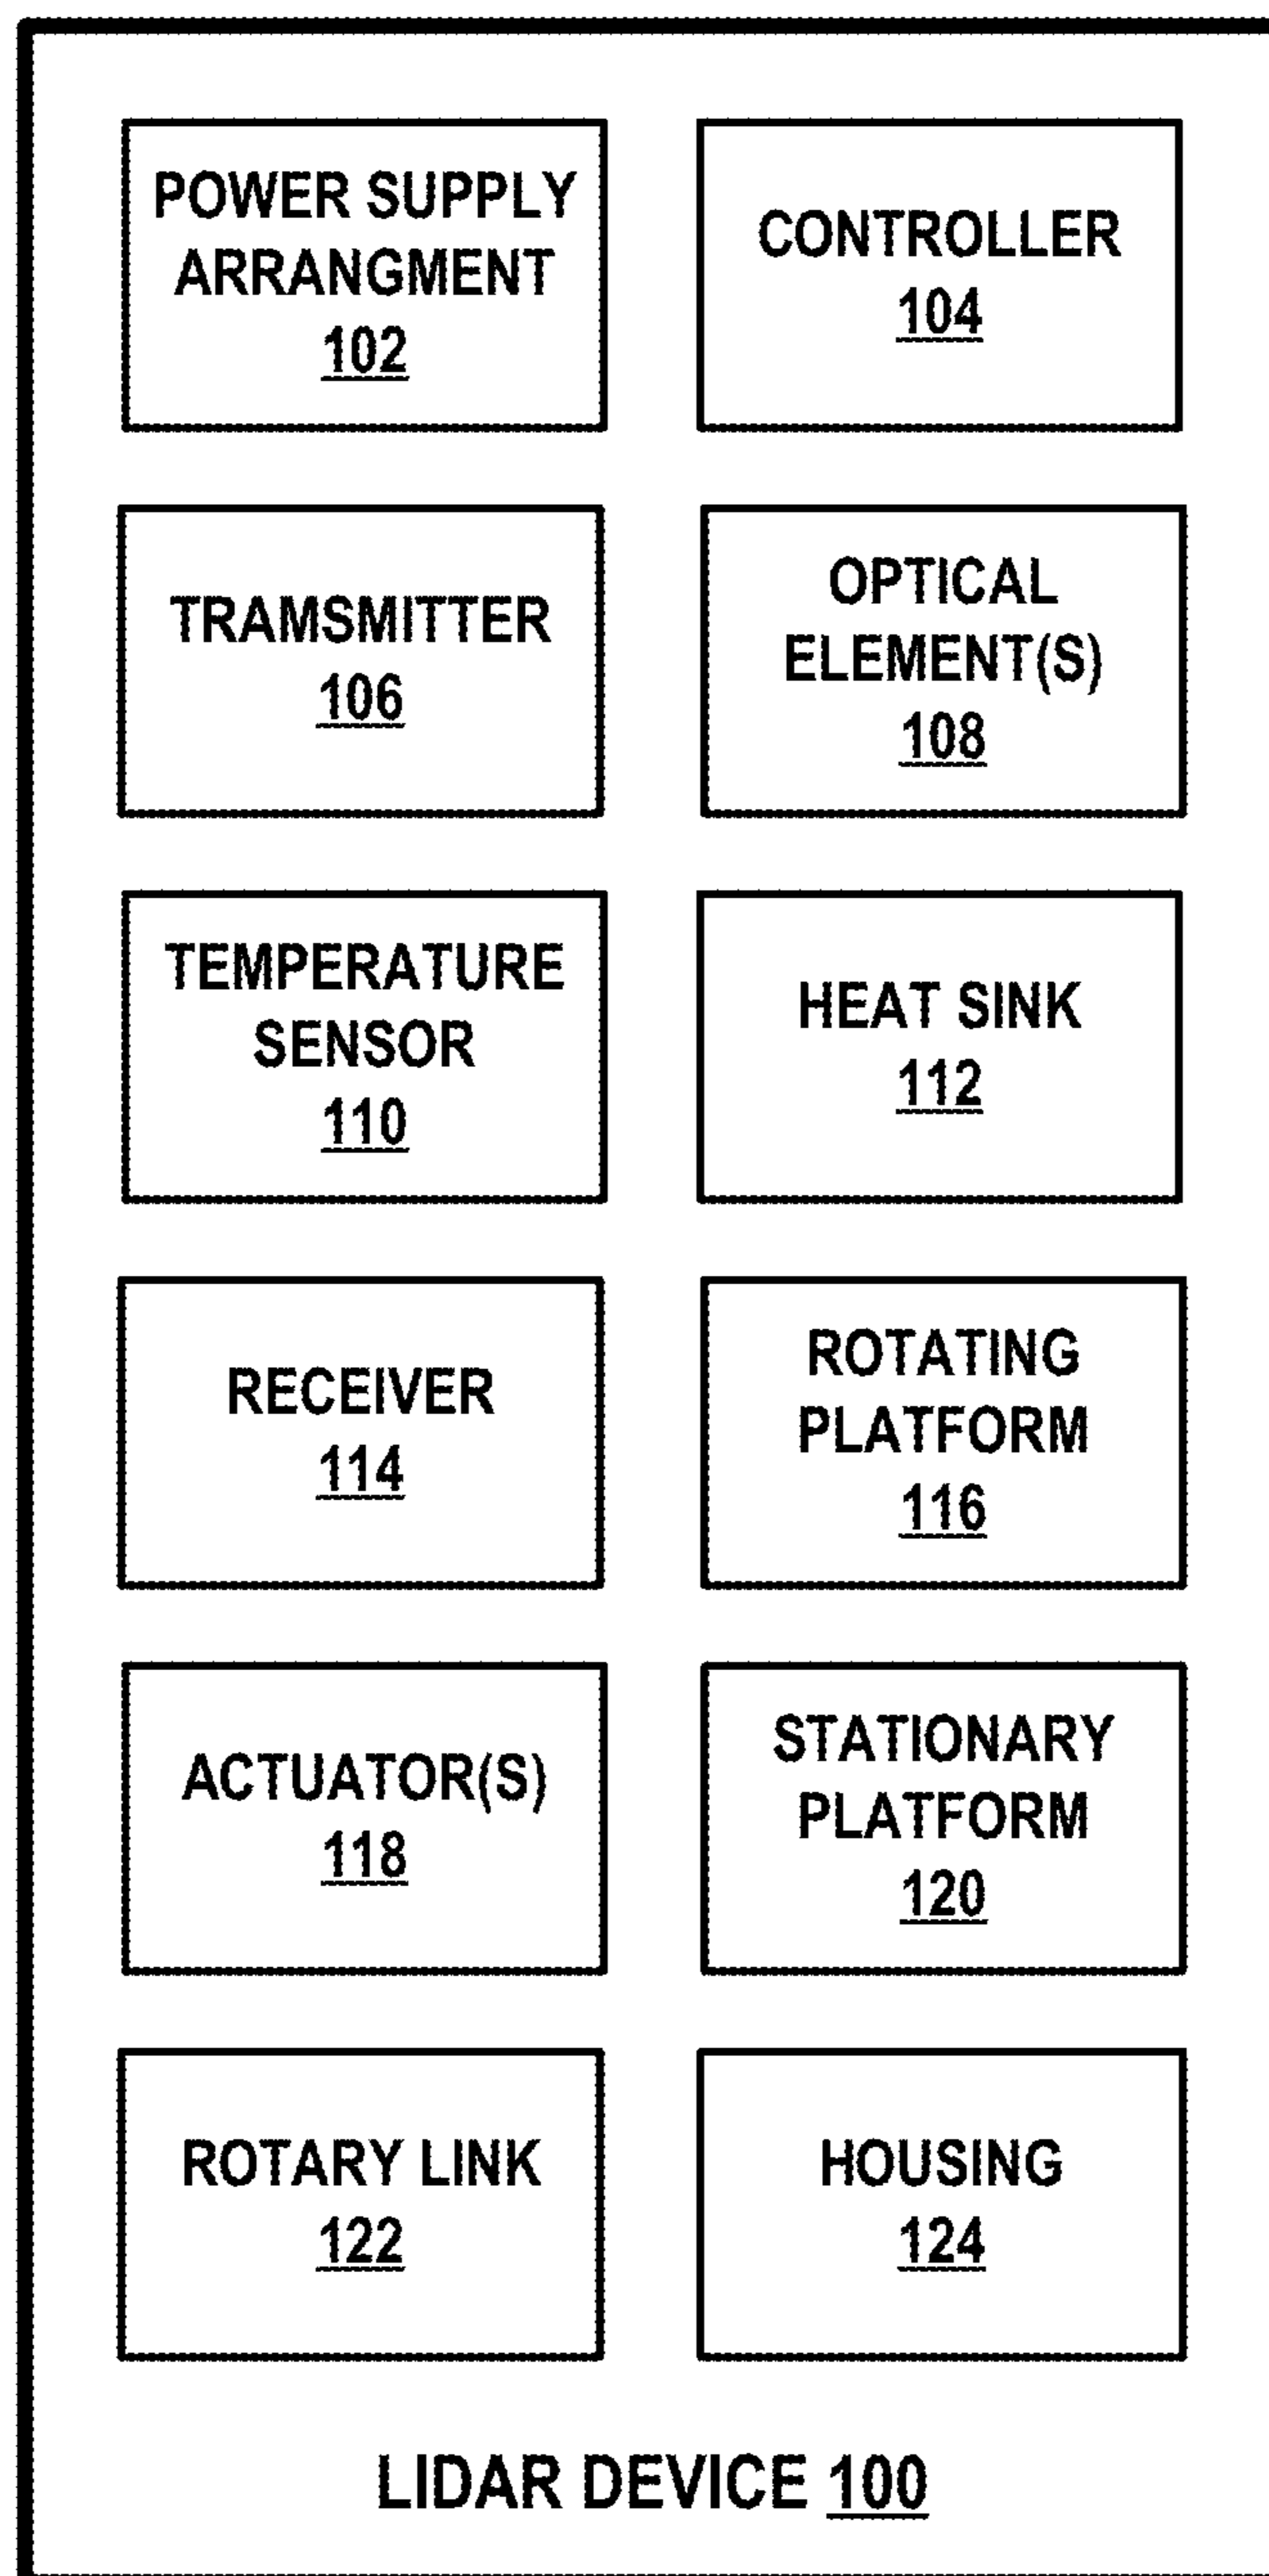 POWER SUPPLY
ARRANGMENT
102
CONTROLLER
104
TRAMSMITTER
106
OPTICAL
ELEMENT(S)
108
TEMPERATURE
SENSOR
110
HEAT SINK
112
RECEIVER
114
ROTATING
PLATFORM
116
ACTUATOR(S)
118
STATIONARY
PLATFORM
120
ROTARY LINK
122
HOUSING
124
LIDAR DEVICE 100